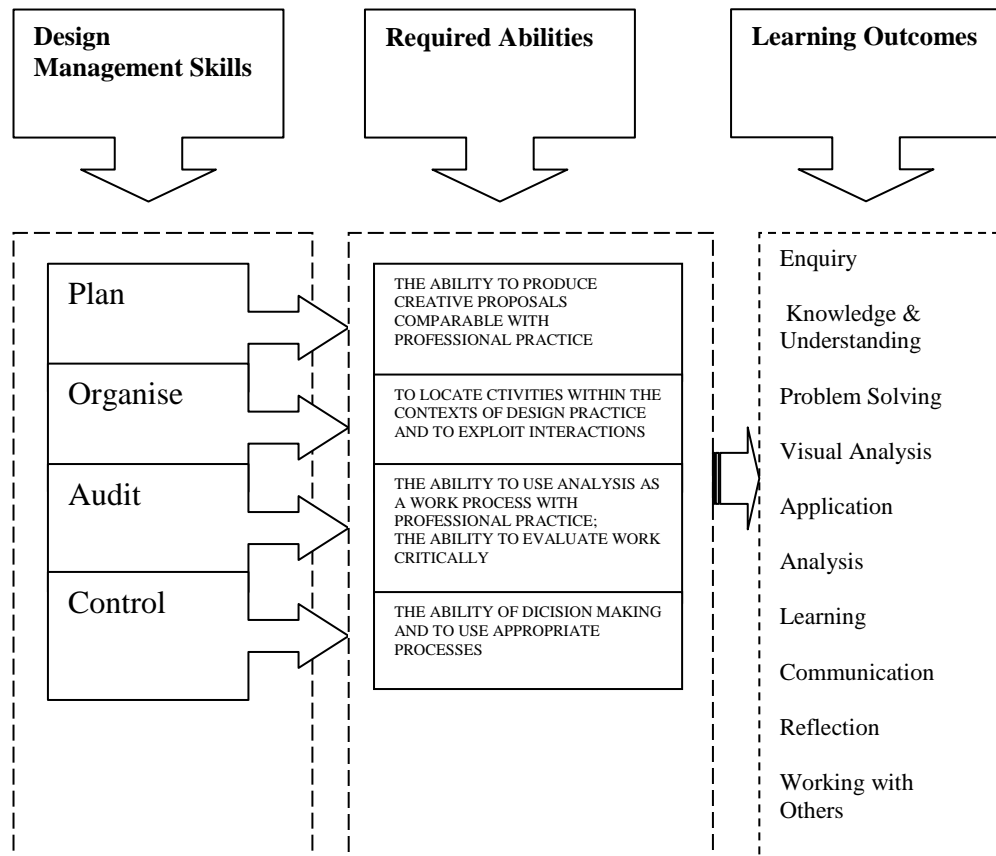 Design
Management Skills
Required Abilities
Learning Outcomes
Plan
Organise
Audit
Control
THE ABILITY TO PRODUCE
CREATIVE PROPOSALS
COMPARABLE WITH
PROFESSIONAL PRACTICE
TO LOCATE CTIVITIES WITHIN THE
CONTEXTS OF DESIGN PRACTICE
AND TO EXPLOIT INTERACTIONS
THE ABILITY TO USE ANALYSIS AS
A WORK PROCESS WITH
PROFESSIONAL PRACTICE;
THE ABILITY TO EVALUATE WORK
CRITICALLY
THE ABILITY OF DICISION MAKING
AND TO USE APPROPRIATE
PROCESSES
Enquiry
Knowledge &
Understanding
Problem Solving
Visual Analysis
Application
Analysis
Learning
Communication
Reflection
Working with
Others